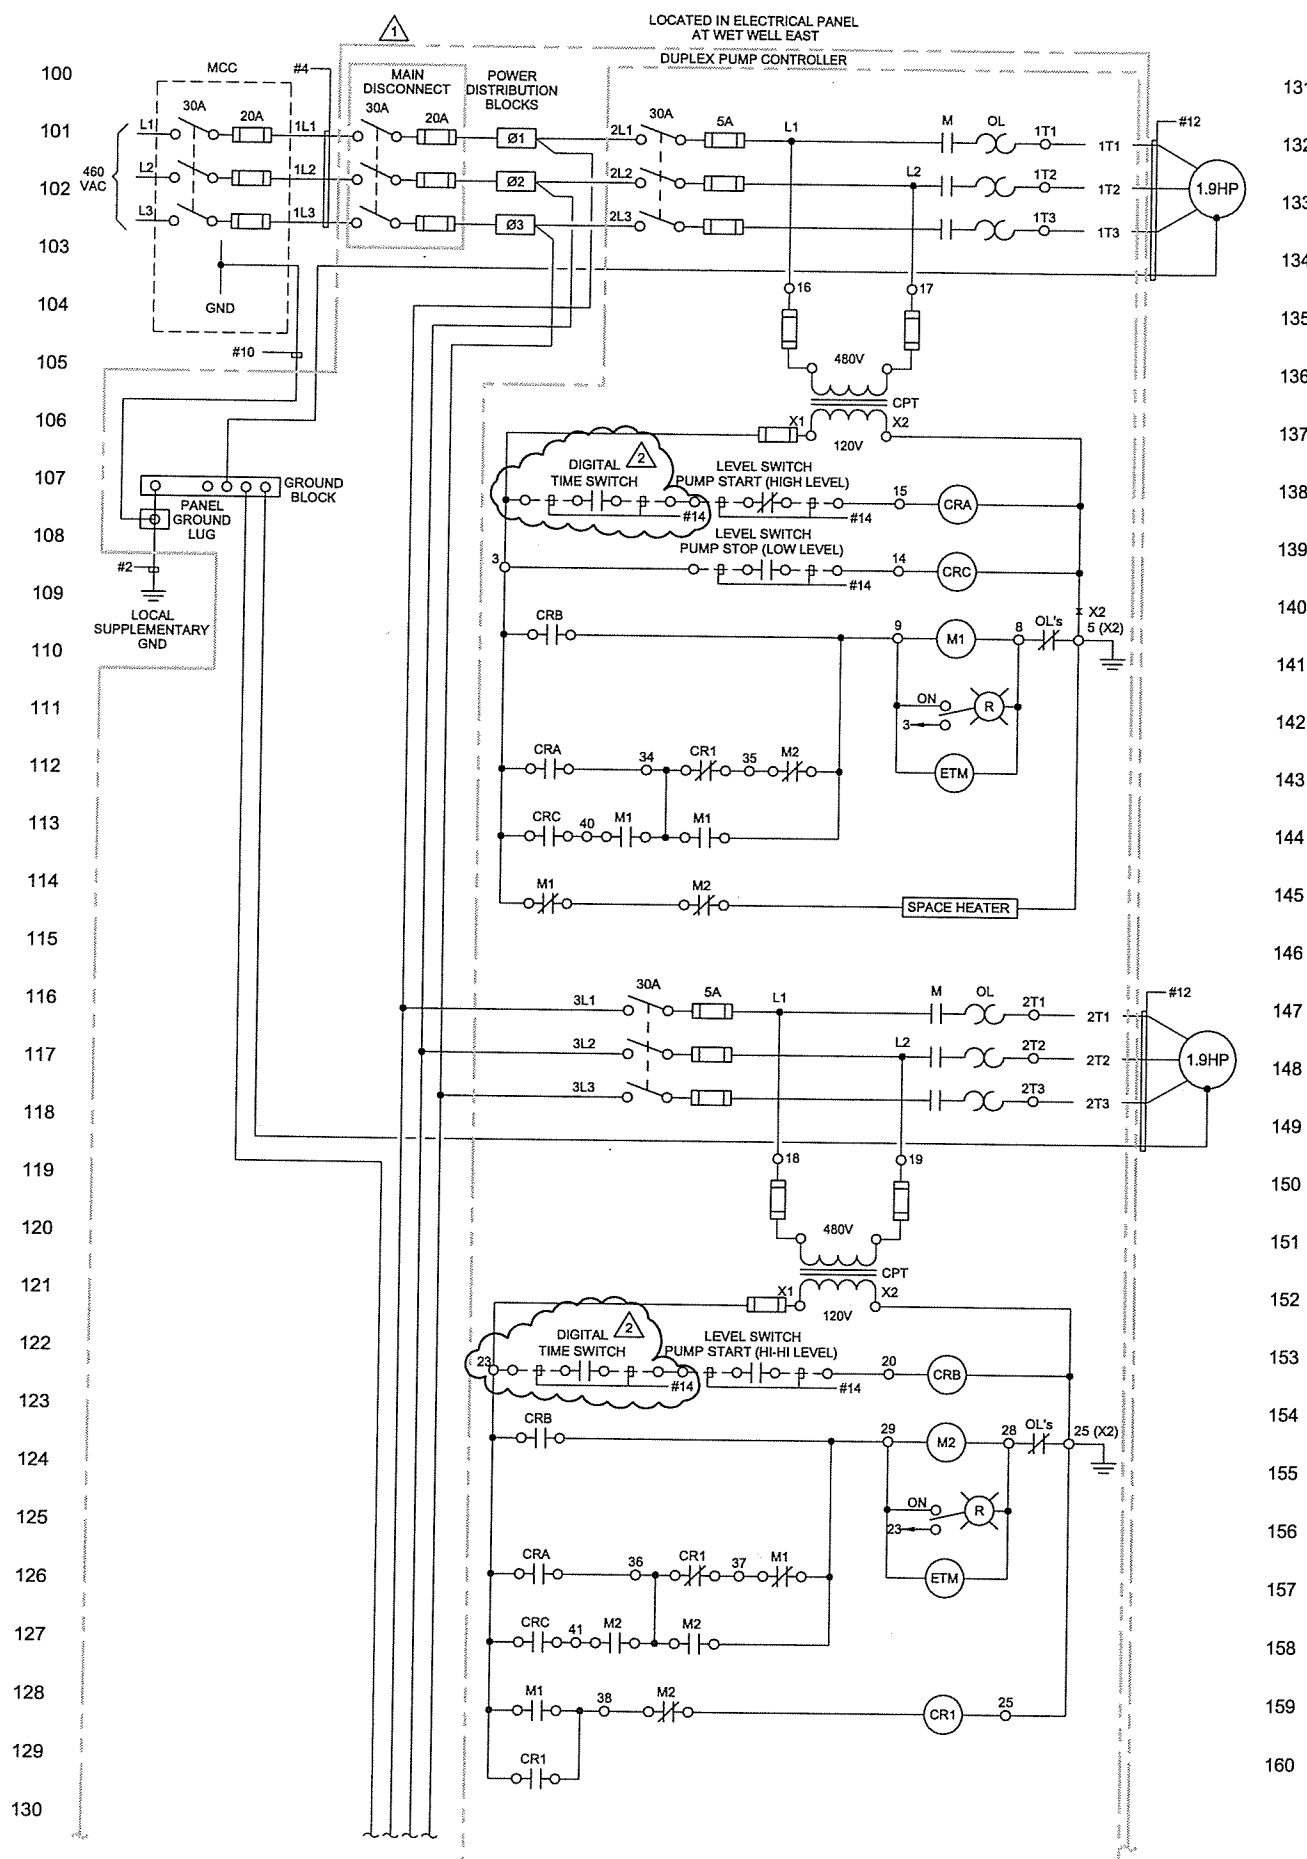 LOCATED IN ELECTRICAL PANEL
AT WET WELL EAST
1
DUPLEX PUMP CONTROLLER
100
MCC
#4
MAIN
DISCONNECT
POWER
DISTRIBUTION
BLOCKS
131
30A
20A
30A
20A
30A
5A
L1
M
OL
#12
101
L1
1L1
Ø1
2L1
1T1
1T1
132
460
VAC
102
L2
1L2
Ø2
2L2
L2
1T2
1T2
1.9HP
133
L3
1L3
Ø3
2L3
1T3
1T3
103
134
GND
104
16
17
135
#10
105
480V
136
CPT
106
X1
X2
120V
137
107
GROUND
BLOCK
PANEL
GROUND
LUG
DIGITAL
TIME SWITCH
2
#14
LEVEL SWITCH
PUMP START (HIGH LEVEL)
#14
15
CRA
138
108
LEVEL SWITCH
PUMP STOP (LOW LEVEL)
139
3
#14
14
CRC
#2
109
LOCAL
SUPPLEMENTARY
GND
X2
5 (X2)
140
CRB
9
M1
8
OL's
110
141
111
ON
R
3
142
112
CRA
34
CR1
35
M2
ETM
143
113
CRC
40
M1
M1
144
114
M1
M2
SPACE HEATER
145
115
146
116
3L1
30A
5A
L1
M
OL
2T1
2T1
#12
147
117
3L2
L2
2T2
2T2
1.9HP
148
118
3L3
2T3
2T3
149
119
18
19
150
120
480V
151
121
CPT
X1
X2
120V
152
122
DIGITAL
TIME SWITCH
2
LEVEL SWITCH
PUMP START (HI-HI LEVEL)
153
23
#14
#14
20
CRB
123
154
124
CRB
29
M2
28
OL's
25 (X2)
155
125
ON
R
23
156
126
CRA
36
CR1
37
M1
ETM
157
127
CRC
41
M2
M2
158
128
M1
38
M2
CR1
25
159
129
CR1
160
130